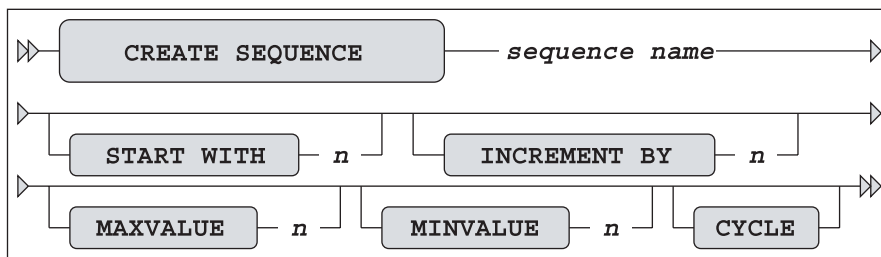 CREATE SEQUENCE sequence name
START WITH n INCREMENT BY n
MAXVALUE n MINVALUE n CYCLE